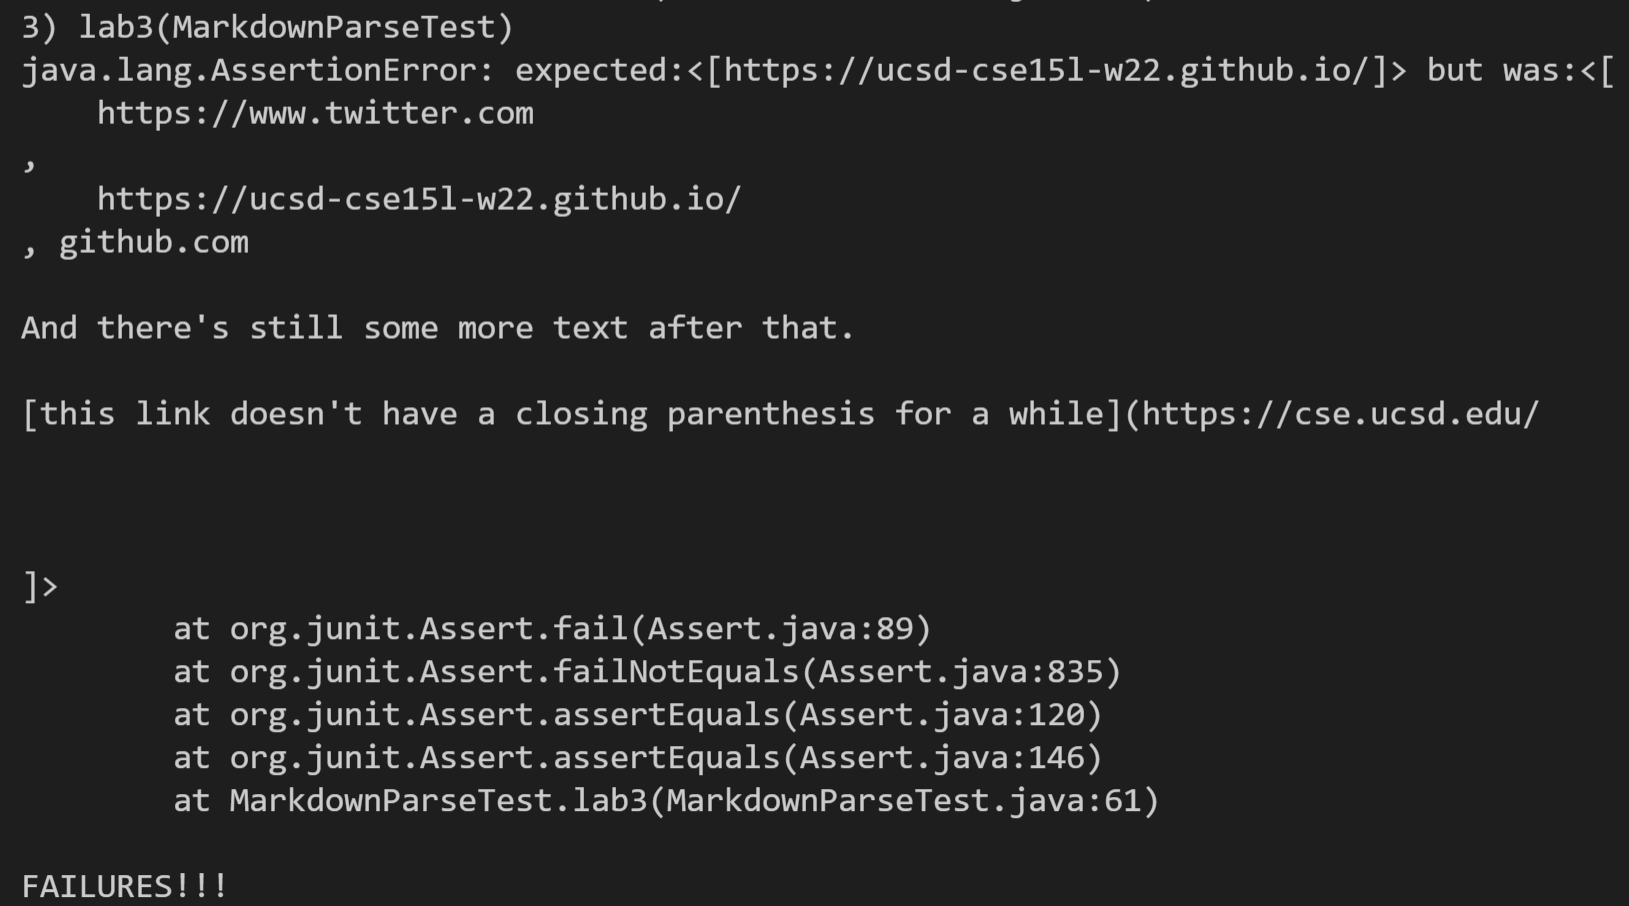 3) lab3(MarkdownParseTest)
java.lang.AssertionError: expected:<[https://ucsd-cse15l-w22.github.io/]> but was:<[
    https://www.twitter.com
,
    https://ucsd-cse15l-w22.github.io/
, github.com

And there's still some more text after that.

[this link doesn't have a closing parenthesis for a while](https://cse.ucsd.edu/



]>
        at org.junit.Assert.fail(Assert.java:89)
        at org.junit.Assert.failNotEquals(Assert.java:835)
        at org.junit.Assert.assertEquals(Assert.java:120)
        at org.junit.Assert.assertEquals(Assert.java:146)
        at MarkdownParseTest.lab3(MarkdownParseTest.java:61)

FAILURES!!!